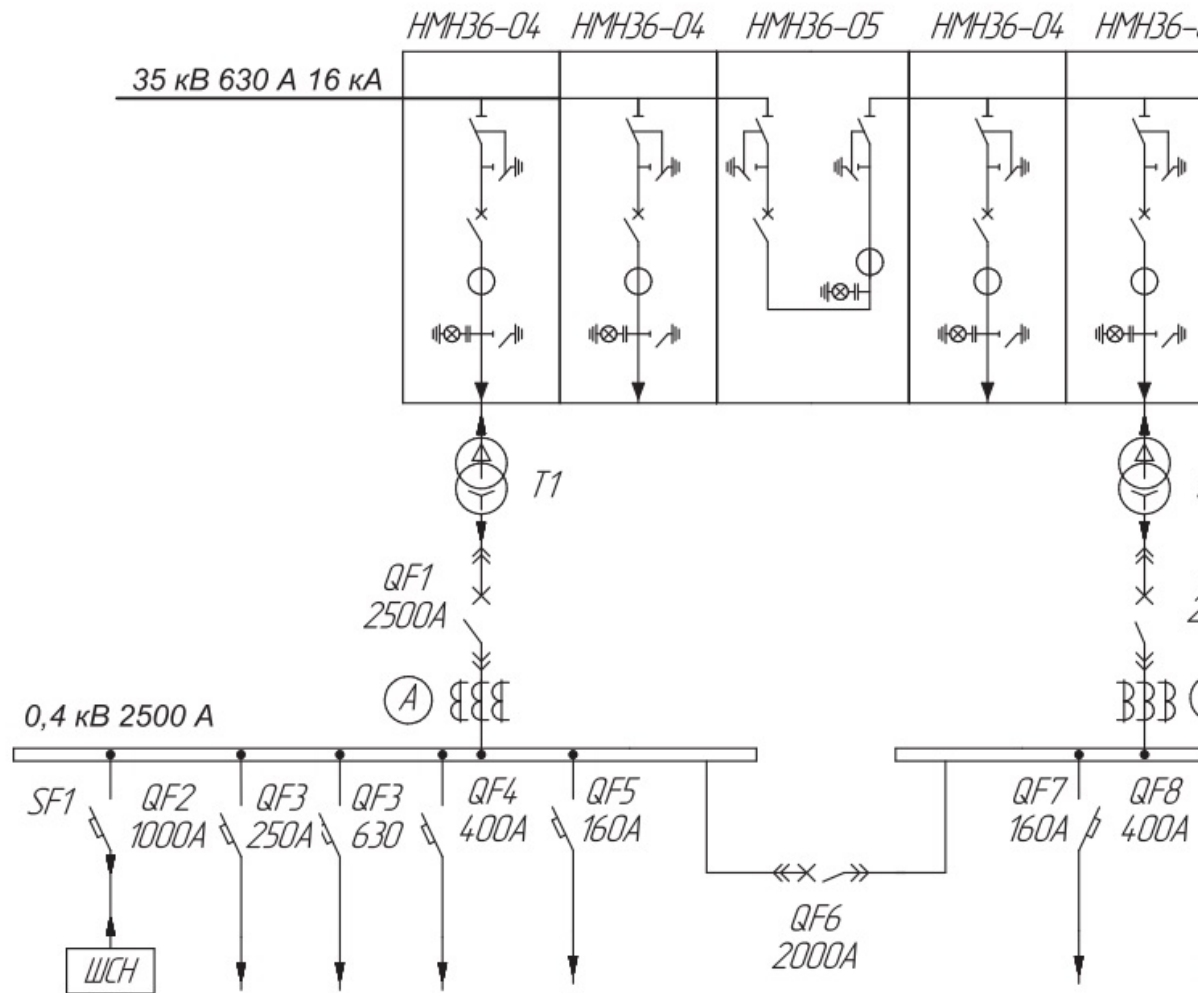 НМН36-04
НМН36-04
НМН36-05
НМН36-04
НМН36-
35 кВ 630 А 16 кА
Т1
QF1
2500А
А
0,4 кВ 2500 А
SF1
QF2
1000А
QF3
250А
QF3
630
QF4
400А
QF5
160А
QF6
2000А
QF7
160А
QF8
400А
ШСН